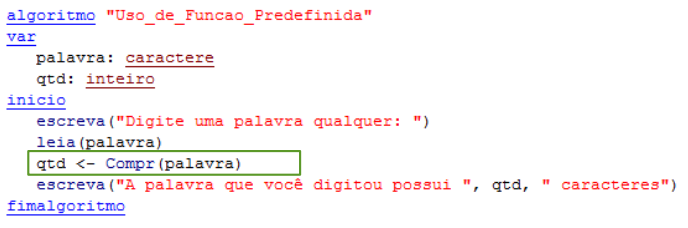 algoritmo "Uso_de_Funcao_Predefinida"
var
palavra: caractere
qtd: inteiro
inicio
escreva("Digite uma palavra qualquer: ")
leia(palavra)
qtd <- Compr(palavra)
escreva("A palavra que você digitou possui ", qtd, " caracteres")
fimalgoritmo